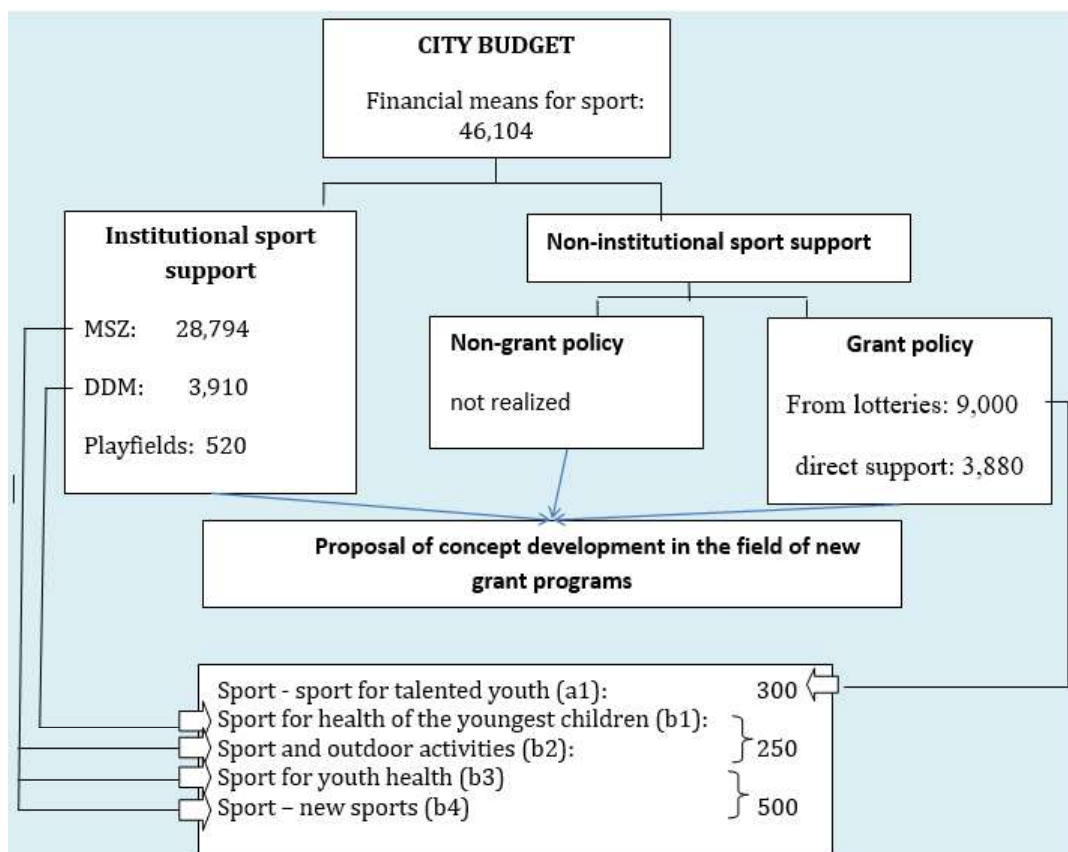 CITY BUDGET
Financial means for sport:
46,104
Institutional sport
support
MSZ: 28,794
DDM: 3,910
Playfields: 520
Non-institutional sport support
Non-grant policy
not realized
Grant policy
From lotteries: 9,000
direct support: 3,880
Proposal of concept development in the field of new
grant programs
Sport - sport for talented youth (a1): 300
Sport for health of the youngest children (b1):
Sport and outdoor activities (b2): 250
Sport for youth health (b3)
Sport – new sports (b4) 500